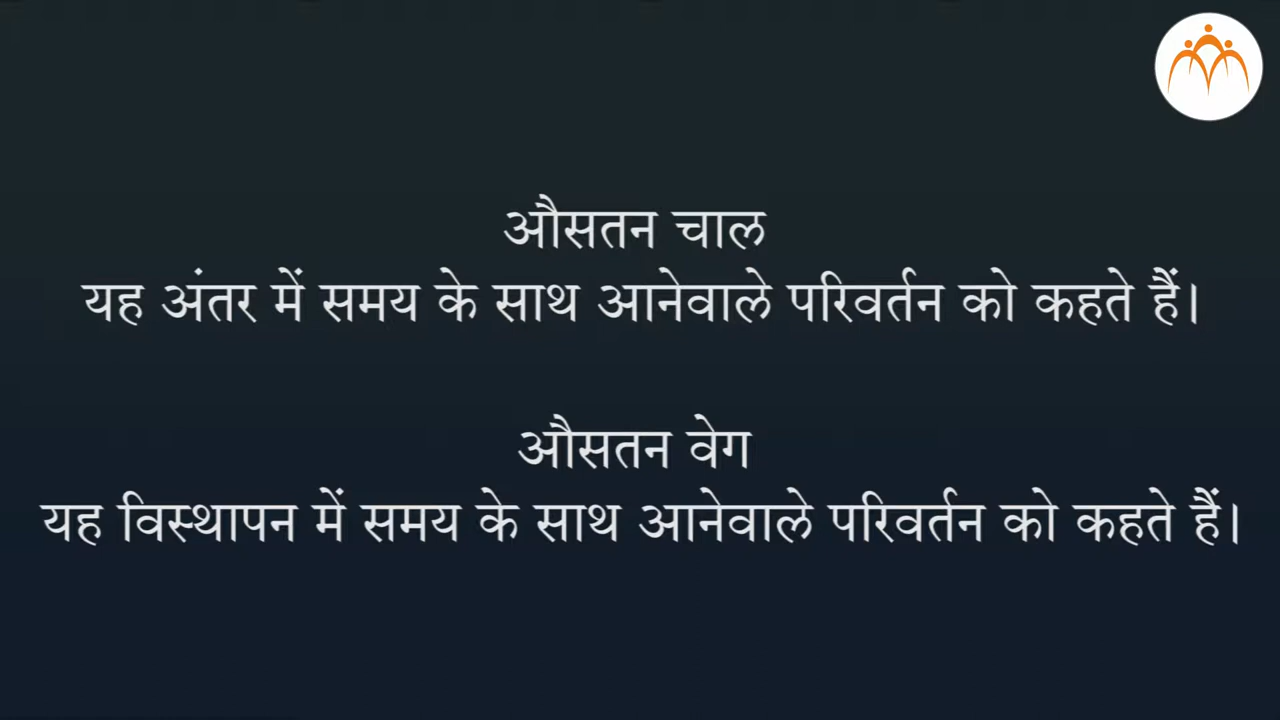 औसतन चाल
यह अंतर में समय के साथ आनेवाले परिवर्तन को कहते हैं।
औसतन वेग
यह विस्थापन में समय के साथ आनेवाले परिवर्तन को कहते हैं।